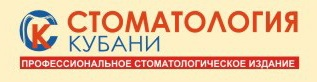 СТОМАТОЛОГИЯ
КУБАНИ
ПРОФЕССИОНАЛЬНОЕ СТОМАТОЛОГИЧЕСКОЕ ИЗДАНИЕ